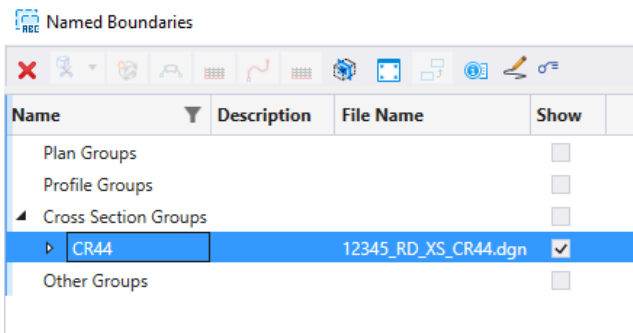 ABC Named Boundaries
Name Description File Name Show
Plan Groups
Profile Groups
Cross Section Groups
CR44 12345_RD_XS_CR44.dgn
Other Groups